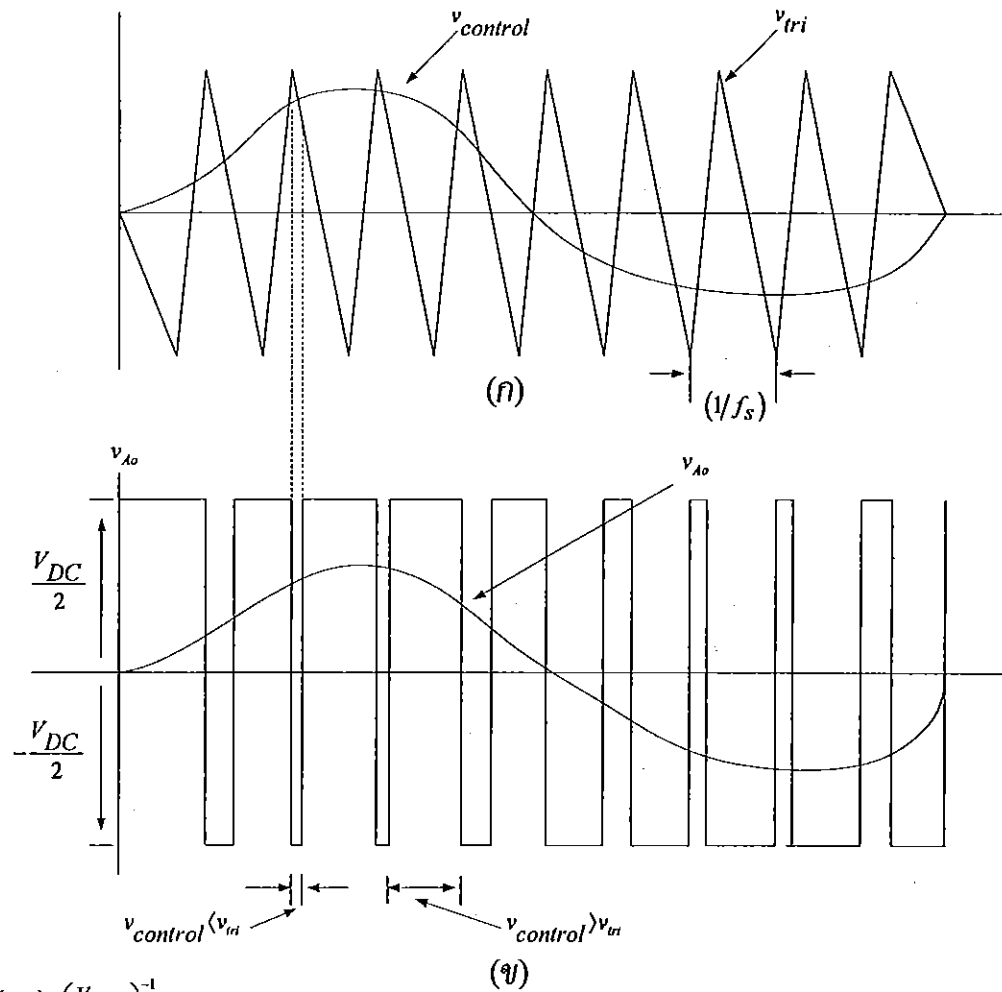 v_control
v_tri
(ก)
(1/f_s)
v_Ao
v_Ao
V_DC
2
-V_DC
2
v_control⟨v_tri
v_control⟩v_tri
(ข)